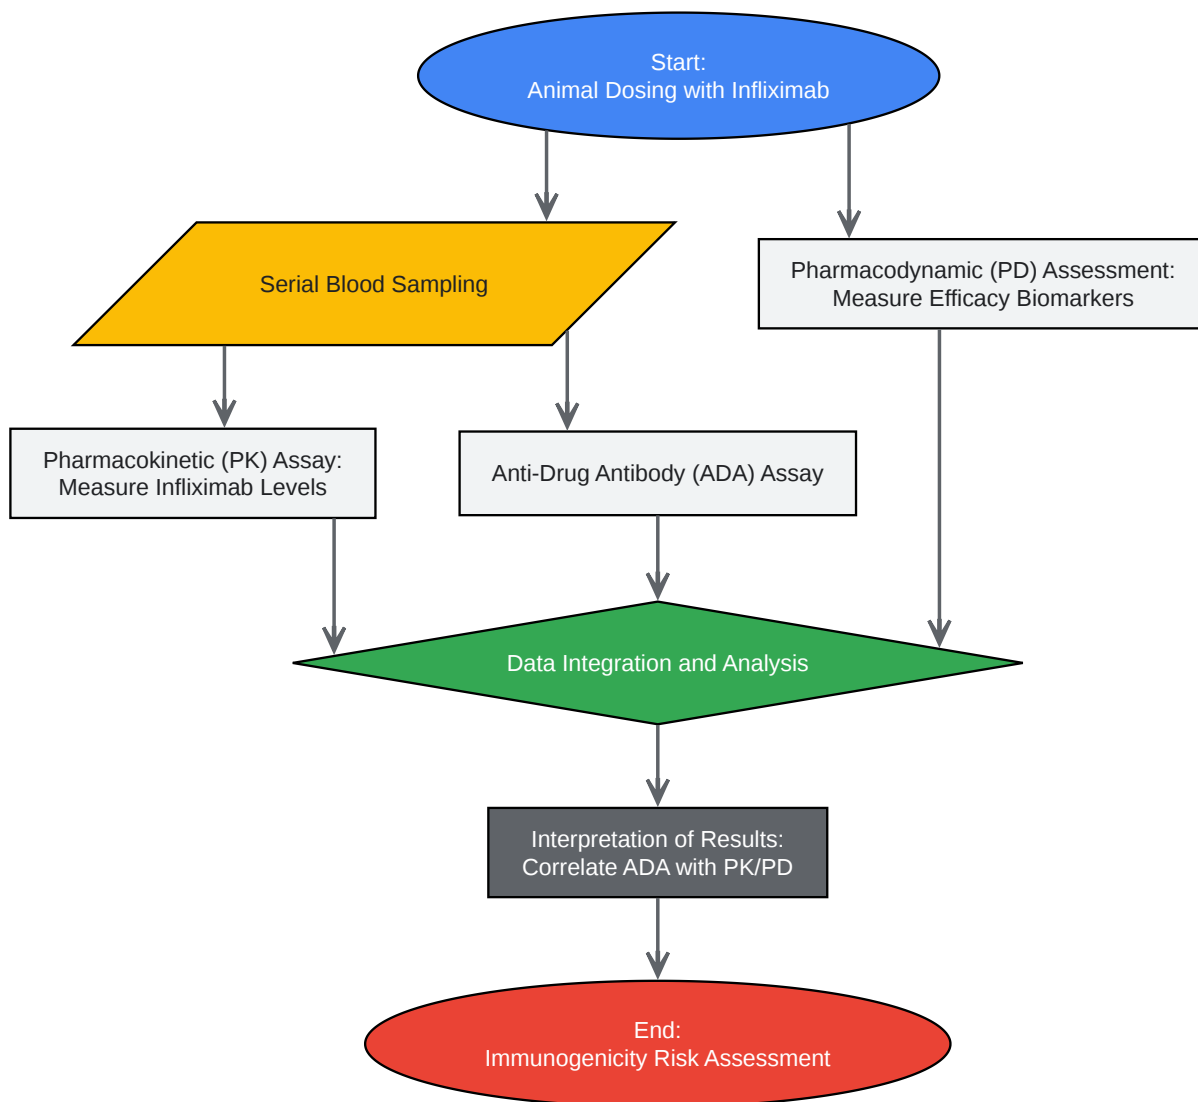 Start:
Animal Dosing with Infliximab
Serial Blood Sampling
Pharmacodynamic (PD) Assessment:
Measure Efficacy Biomarkers
Pharmacokinetic (PK) Assay:
Measure Infliximab Levels
Anti-Drug Antibody (ADA) Assay
Data Integration and Analysis
Interpretation of Results:
Correlate ADA with PK/PD
End:
Immunogenicity Risk Assessment